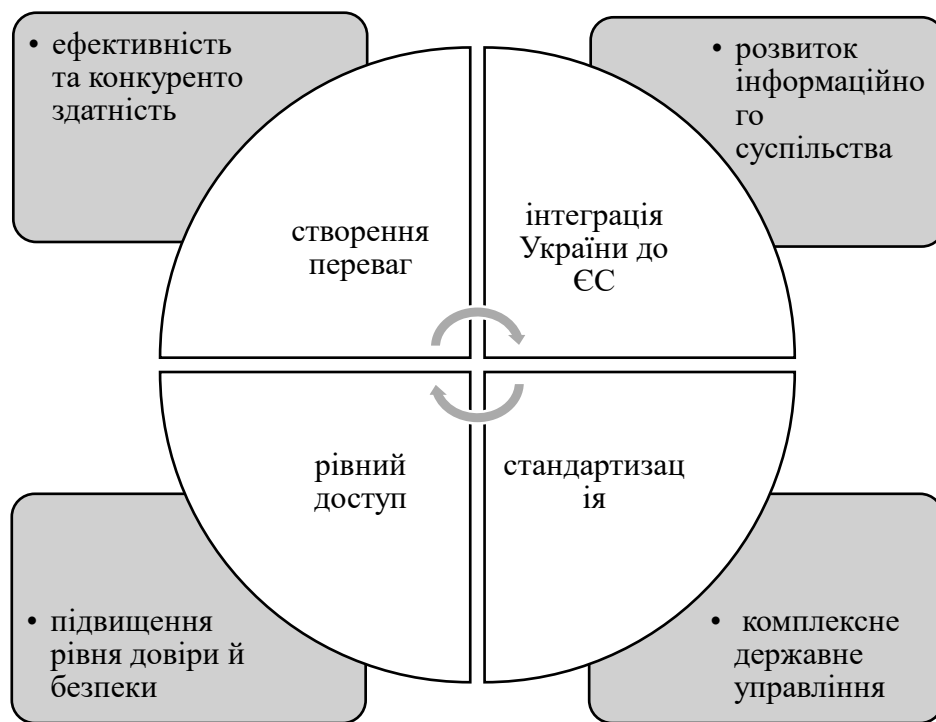 • ефективність
та конкуренто
здатність
• розвиток
інформаційно
го
суспільства
створення
переваг
інтеграція
України до
ЄС
рівний
доступ
стандартизац
ія
• підвищення
рівня довіри й
безпеки
• комплексне
державне
управління